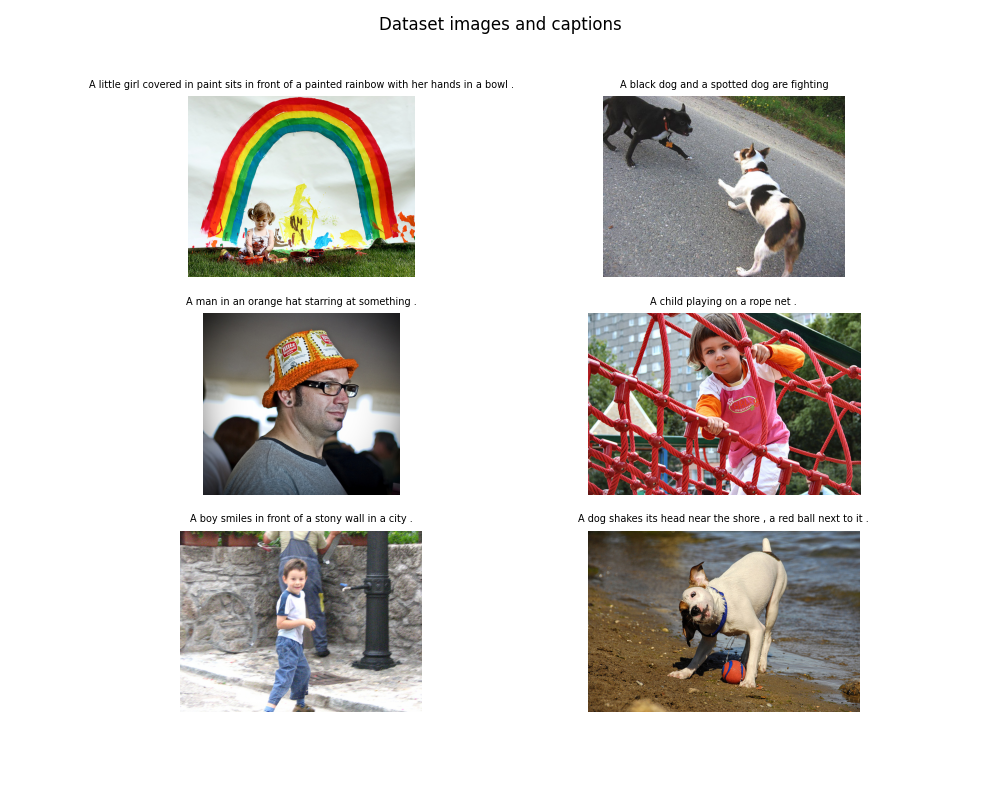 Dataset images and captions
A little girl covered in paint sits in front of a painted rainbow with her hands in a bowl .
A black dog and a spotted dog are fighting
A man in an orange hat starring at something .
A child playing on a rope net .
A boy smiles in front of a stony wall in a city .
A dog shakes its head near the shore , a red ball next to it .